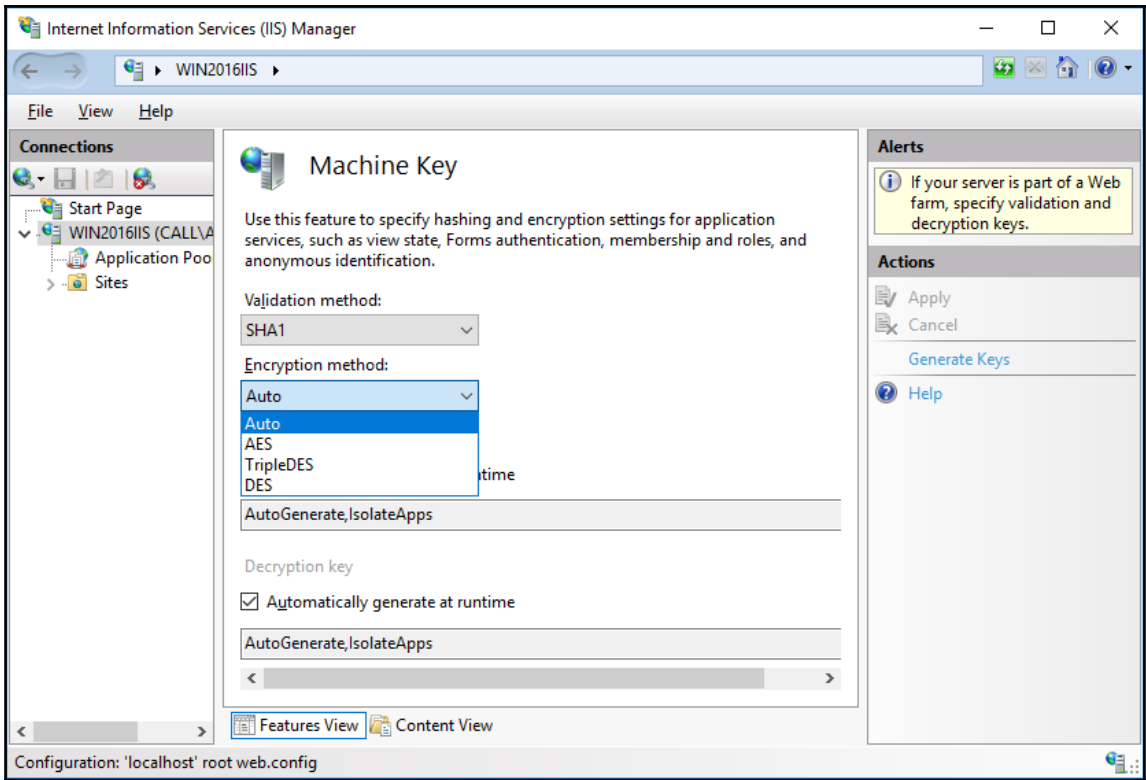 Internet Information Services (IIS) Manager
WIN2016IIS
File View Help
Connections
Start Page
WIN2016IIS (CALL\A
Application Poo
Sites
Machine Key
Use this feature to specify hashing and encryption settings for application
services, such as view state, Forms authentication, membership and roles, and
anonymous identification.
Validation method:
SHA1
Encryption method:
Auto
Auto
AES
TripleDES
DES
ntime
AutoGenerate,IsolateApps
Decryption key
Automatically generate at runtime
AutoGenerate,IsolateApps
Features View Content View
Alerts
If your server is part of a Web
farm, specify validation and
decryption keys.
Actions
Apply
Cancel
Generate Keys
Help
Configuration: 'localhost' root web.config